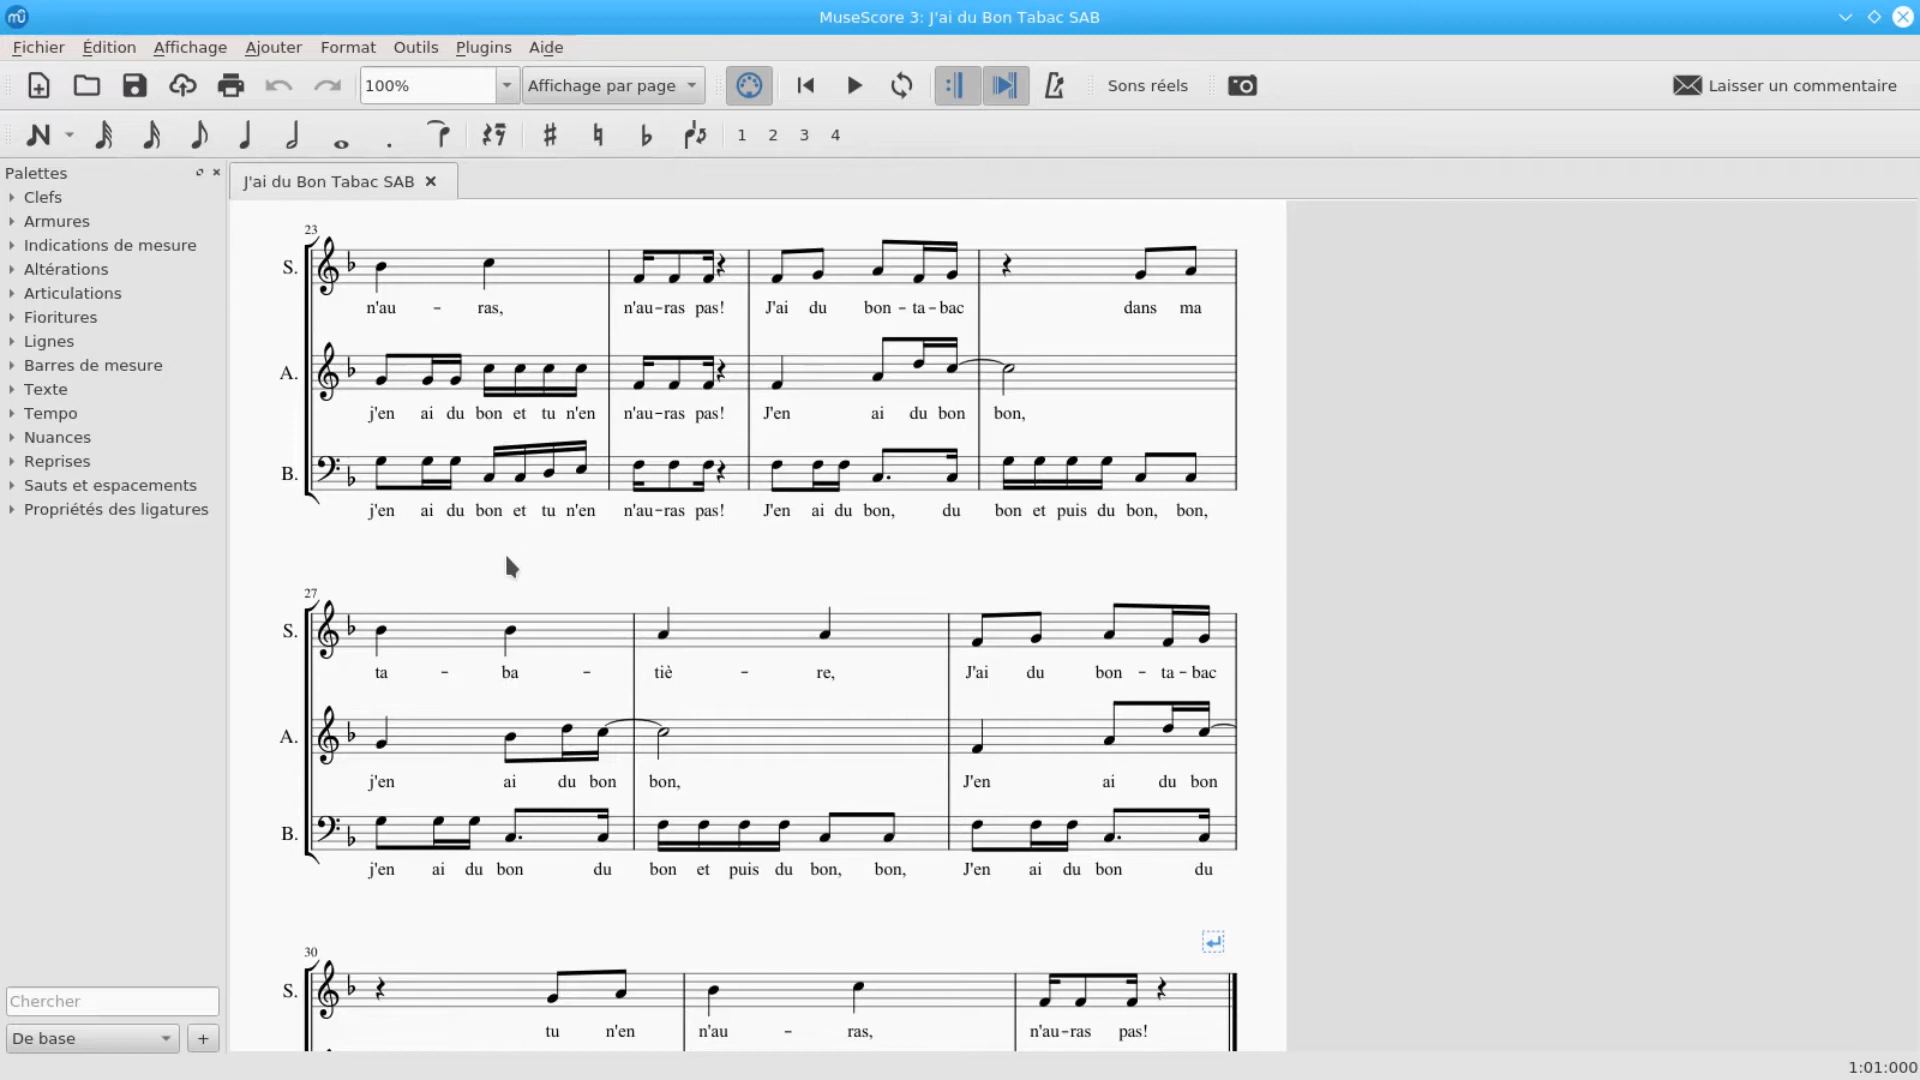 MuseScore 3: J'ai du Bon Tabac SAB
Fichier Édition Affichage Ajouter Format Outils Plugins Aide
100% Affichage par page Sons réels Laisser un commentaire
1 2 3 4
Palettes
Clefs
Armures
Indications de mesure
Altérations
Articulations
Fioritures
Lignes
Barres de mesure
Texte
Tempo
Nuances
Reprises
Sauts et espacements
Propriétés des ligatures
Chercher
De base +
J'ai du Bon Tabac SAB
23
S.
n'au - ras, n'au-ras pas! J'ai du bon - ta - bac dans ma
A.
j'en ai du bon et tu n'en n'au-ras pas! J'en ai du bon bon,
B.
j'en ai du bon et tu n'en n'au-ras pas! J'en ai du bon, du bon et puis du bon, bon,
27
S.
ta - ba - tiè - re, J'ai du bon - ta - bac
A.
j'en ai du bon bon, J'en ai du bon
B.
j'en ai du bon du bon et puis du bon, bon, J'en ai du bon du
30
S.
tu n'en n'au - ras, n'au-ras pas!
1:01:000